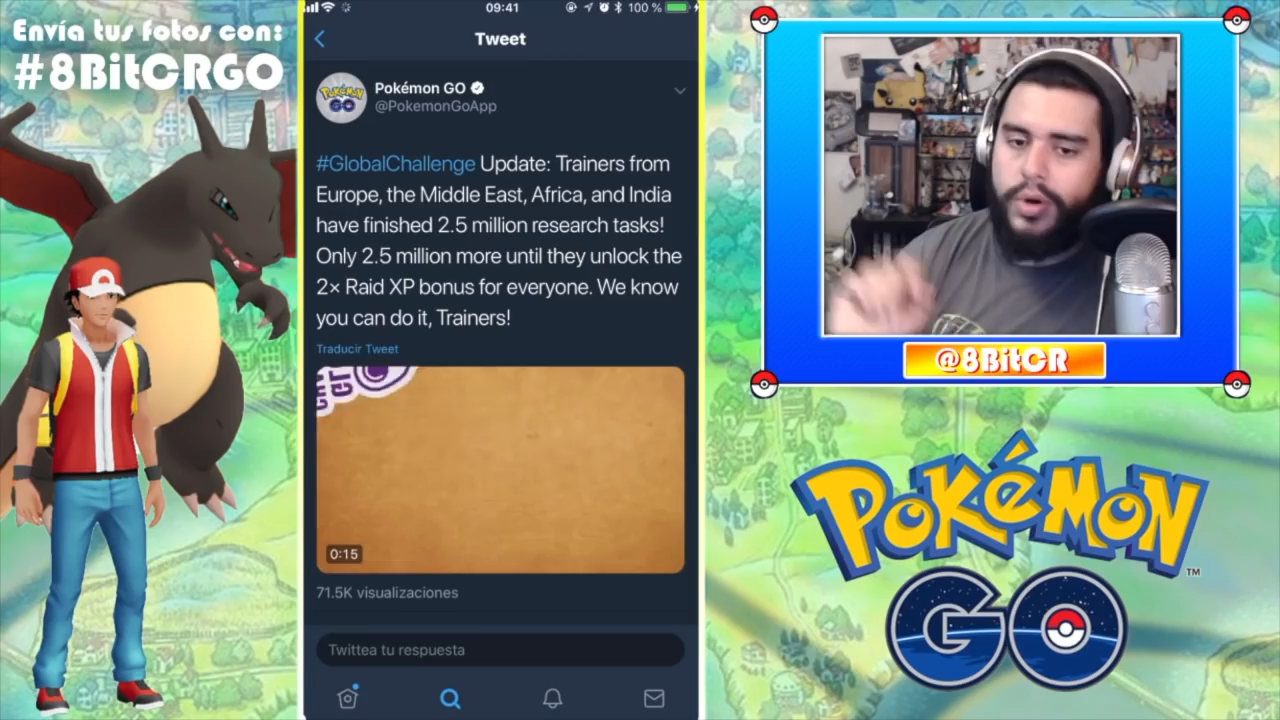 Envía tus fotos con:
#8BitCRGO
09:41
100 %
Tweet
Pokémon GO
@PokemonGoApp
#GlobalChallenge Update: Trainers from
Europe, the Middle East, Africa, and India
have finished 2.5 million research tasks!
Only 2.5 million more until they unlock the
2× Raid XP bonus for everyone. We know
you can do it, Trainers!
Traducir Tweet
0:15
71.5K visualizaciones
Twittea tu respuesta
@8BitCR
POKÉMON
GO
TM